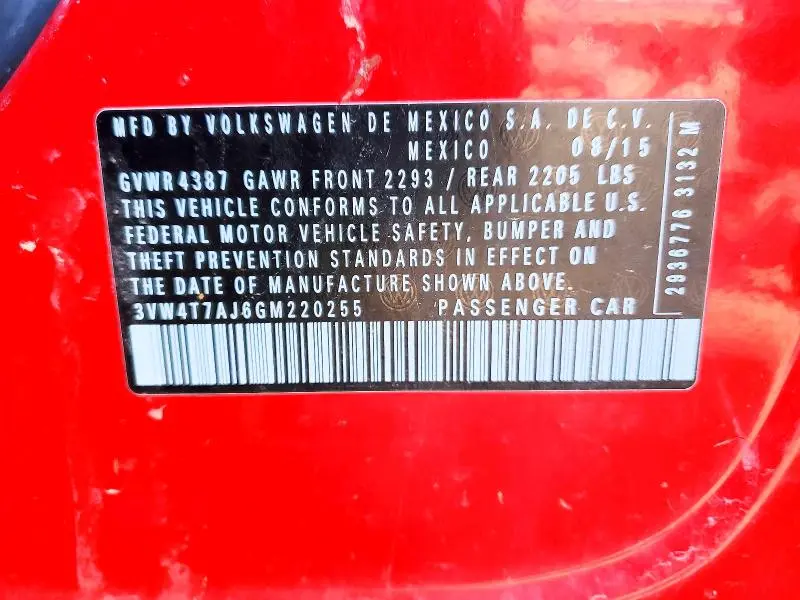 MFD BY VOLKSWAGEN DE MEXICO S.A. DE C.V.
MEXICO 08/15
GVWR 4387 GAWR FRONT 2293 / REAR 2205 LBS
THIS VEHICLE CONFORMS TO ALL APPLICABLE U.S.
FEDERAL MOTOR VEHICLE SAFETY, BUMPER AND
THEFT PREVENTION STANDARDS IN EFFECT ON
THE DATE OF MANUFACTURE SHOWN ABOVE.
3VW4T7AJ6GM220255 PASSENGER CAR
2936776 3132 M